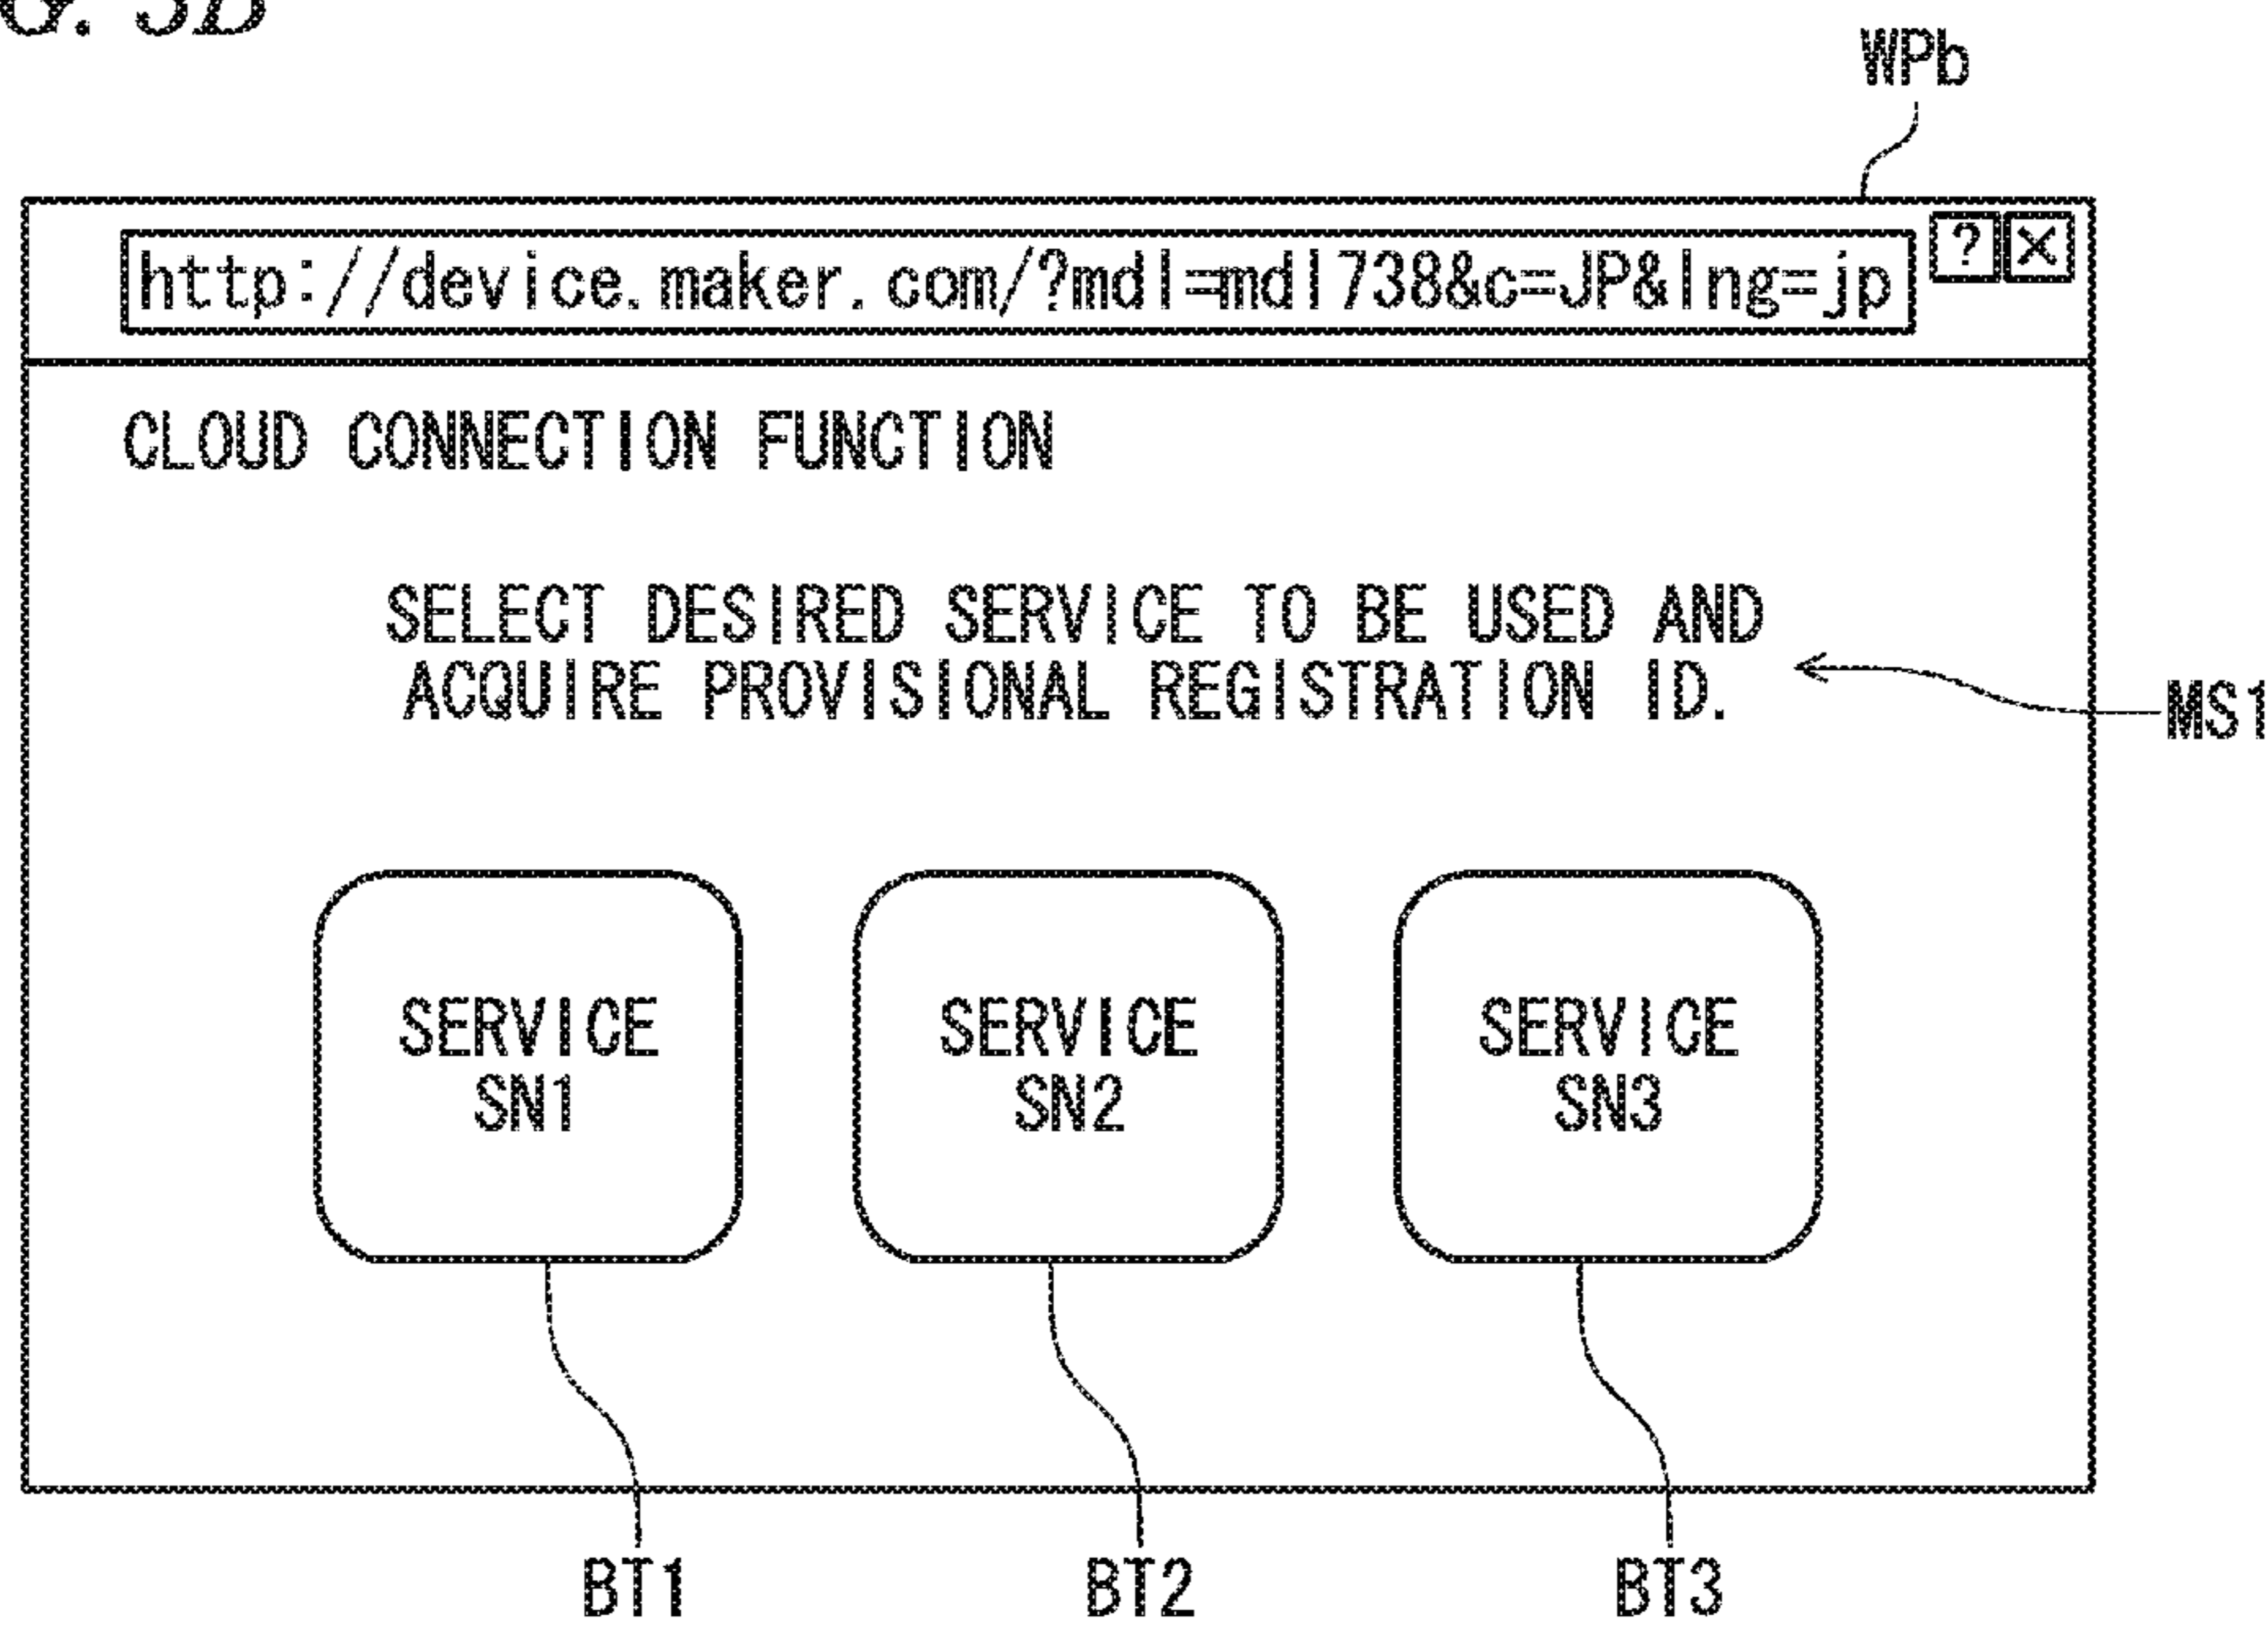 WPb
http://device.maker.com/?mdl=mdl738&c=JP&lng=jp
? ×
CLOUD CONNECTION FUNCTION
SELECT DESIRED SERVICE TO BE USED AND
ACQUIRE PROVISIONAL REGISTRATION ID.
MS1
SERVICE
SN1
SERVICE
SN2
SERVICE
SN3
BT1
BT2
BT3